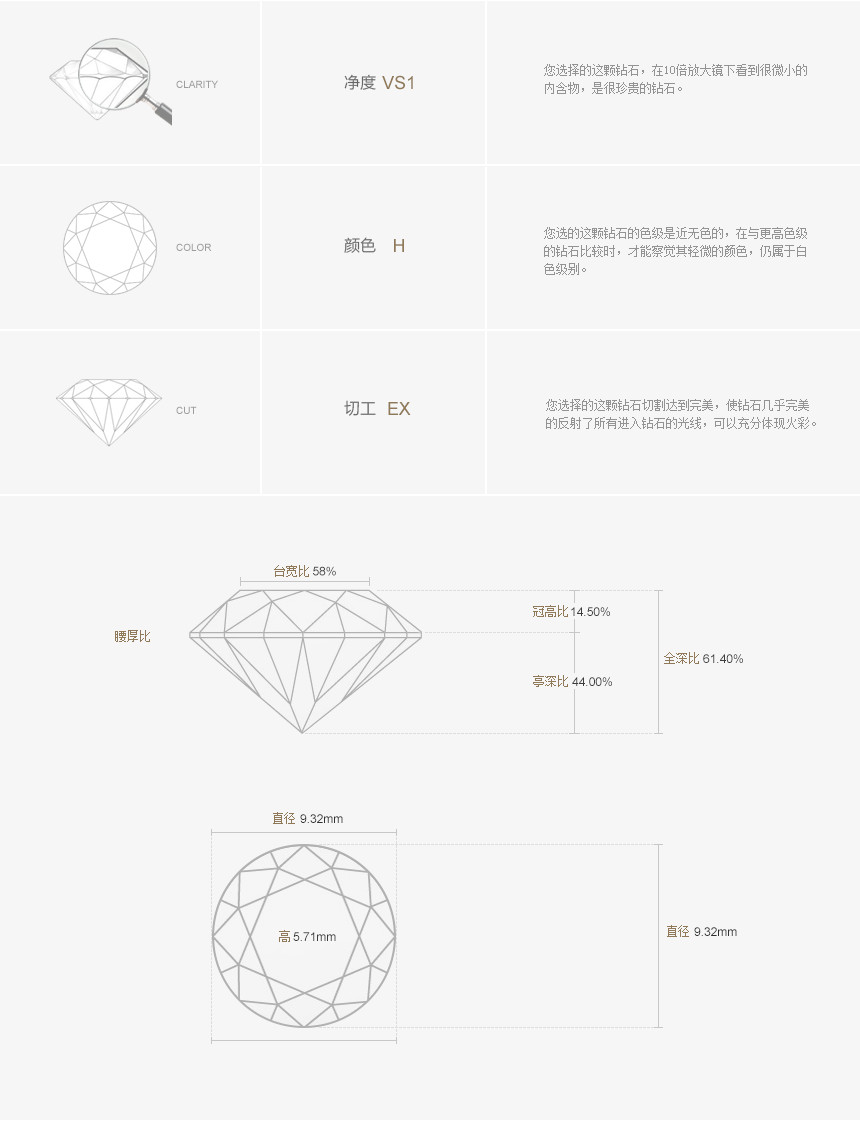 CLARITY
净度 VS1
您选择的这颗钻石，在10倍放大镜下看到很微小的
内含物，是很珍贵的钻石。
COLOR
颜色 H
您选的这颗钻石的色级是近无色的，在与更高色级
的钻石比较时，才能察觉其轻微的颜色，仍属于白
色级别。
CUT
切工 EX
您选择的这颗钻石切割达到完美，使钻石几乎完美
的反射了所有进入钻石的光线，可以充分体现火彩。
台宽比 58%
冠高比 14.50%
腰厚比
全深比 61.40%
亭深比 44.00%
直径 9.32mm
高 5.71mm
直径 9.32mm